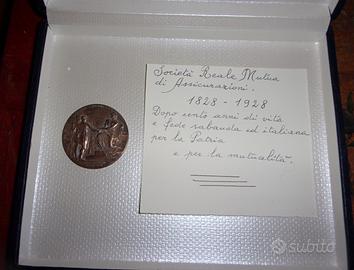 Società Reale Mutua
di Assicurazioni.
1828 - 1928
Dopo cento anni di vità
e fede sabauda ed italiana
per la Patria
e per la mutualità.
subito